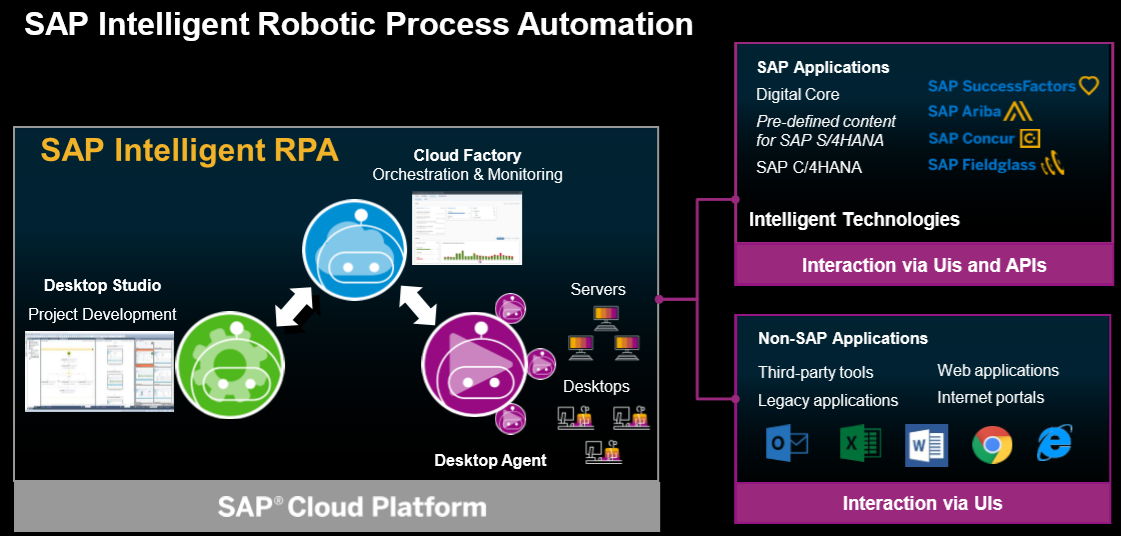 SAP Intelligent Robotic Process Automation
SAP Intelligent RPA
Cloud Factory
Orchestration & Monitoring
Desktop Studio
Project Development
Servers
Desktops
Desktop Agent
SAP® Cloud Platform
SAP Applications
Digital Core
Pre-defined content
for SAP S/4HANA
SAP C/4HANA
SAP SuccessFactors
SAP Ariba
SAP Concur
SAP Fieldglass
Intelligent Technologies
Interaction via Uis and APIs
Non-SAP Applications
Third-party tools
Legacy applications
Web applications
Internet portals
Interaction via UIs